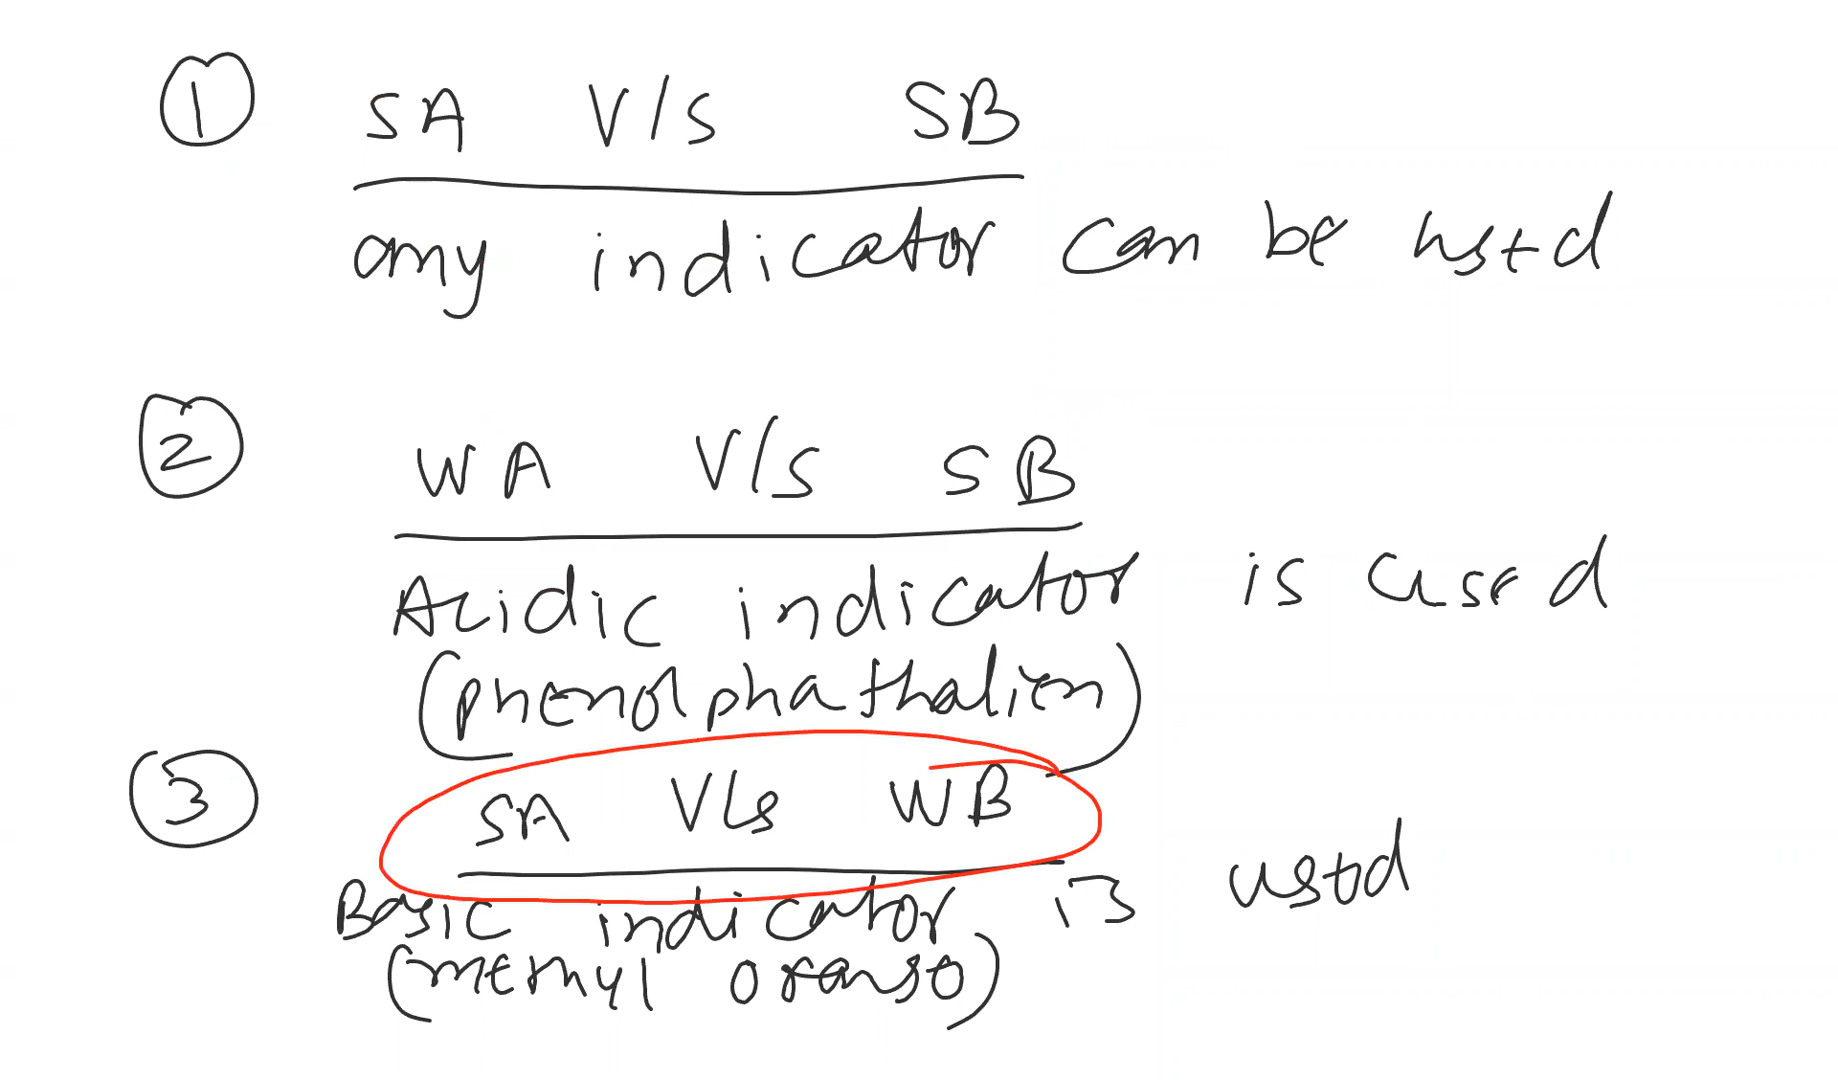 ① SA V/s SB
any indicator can be used
② WA V/s SB
Acidic indicator is used
(phenolphathalien)
③ SA V/s WB
Basic indicator is used
(methyl orange)